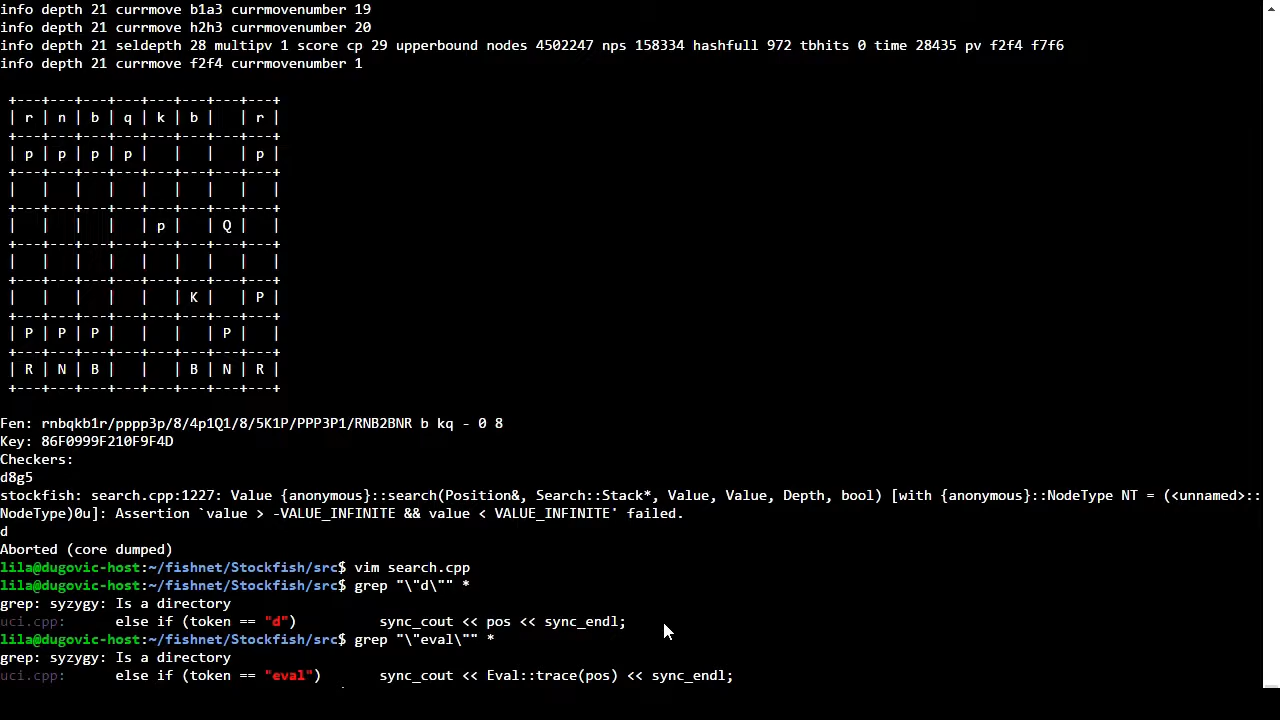 info depth 21 currmove b1a3 currmovenumber 19
info depth 21 currmove h2h3 currmovenumber 20
info depth 21 seldepth 28 multipv 1 score cp 29 upperbound nodes 4502247 nps 158334 hashfull 972 tbhits 0 time 28435 pv f2f4 f7f6
info depth 21 currmove f2f4 currmovenumber 1
+---+---+---+---+---+---+---+---+
| r | n | b | q | k | b |   | r |
+---+---+---+---+---+---+---+---+
| p | p | p | p |   |   |   | p |
+---+---+---+---+---+---+---+---+
|   |   |   |   |   |   |   |   |
+---+---+---+---+---+---+---+---+
|   |   |   |   | p |   | Q |   |
+---+---+---+---+---+---+---+---+
|   |   |   |   |   |   |   |   |
+---+---+---+---+---+---+---+---+
|   |   |   |   |   | K |   | P |
+---+---+---+---+---+---+---+---+
| P | P | P |   |   |   | P |   |
+---+---+---+---+---+---+---+---+
| R | N | B |   |   | B | N | R |
+---+---+---+---+---+---+---+---+
Fen: rnbqkb1r/pppp3p/8/4p1Q1/8/5K1P/PPP3P1/RNB2BNR b kq - 0 8
Key: 86F0999F210F9F4D
Checkers:
d8g5
stockfish: search.cpp:1227: Value {anonymous}::search(Position&, Search::Stack*, Value, Value, Depth, bool) [with {anonymous}::NodeType NT = (<unnamed>::
NodeType)0u]: Assertion `value > -VALUE_INFINITE && value < VALUE_INFINITE' failed.
d
Aborted (core dumped)
lila@dugovic-host:~/fishnet/Stockfish/src$ vim search.cpp
lila@dugovic-host:~/fishnet/Stockfish/src$ grep "\"d\"" *
grep: syzygy: Is a directory
uci.cpp:      else if (token == "d")          sync_cout << pos << sync_endl;
lila@dugovic-host:~/fishnet/Stockfish/src$ grep "\"eval\"" *
grep: syzygy: Is a directory
uci.cpp:      else if (token == "eval")       sync_cout << Eval::trace(pos) << sync_endl;